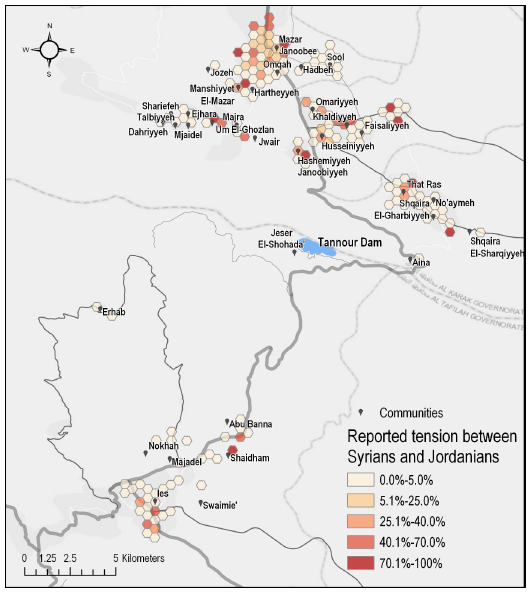 N
W
E
S
Mazar
Janoobee
Sool
Jozeh
Omqah
Hadbeh
Manshiyyet
El-Mazar
Hartheyyeh
Shariefeh
Omariyyeh
Ejhara
Majra
Khaldiyyeh
Talbiyyeh
Faisaliyyeh
Dahriyyeh
Mjaidel
Um El-Ghozlan
Jwair
Husseiniyyeh
Hashemiyyeh
Janoobiyyeh
That Ras
Shqaira
No'aymeh
El-Gharbiyyeh
Jeser
El-Shohada
Tannour Dam
Shqaira
El-Sharqiyyeh
Aina
AL KARAK GOVERNORATE
AL TAFILAH GOVERNORATE
Erhab
Abu Banna
Communities
Nokhah
Reported tension between
Syrians and Jordanians
Majadel
Shaidham
0.0%-5.0%
Ies
5.1%-25.0%
Swaimie'
25.1%-40.0%
40.1%-70.0%
0 1.25 2.5 5 Kilometers
70.1%-100%